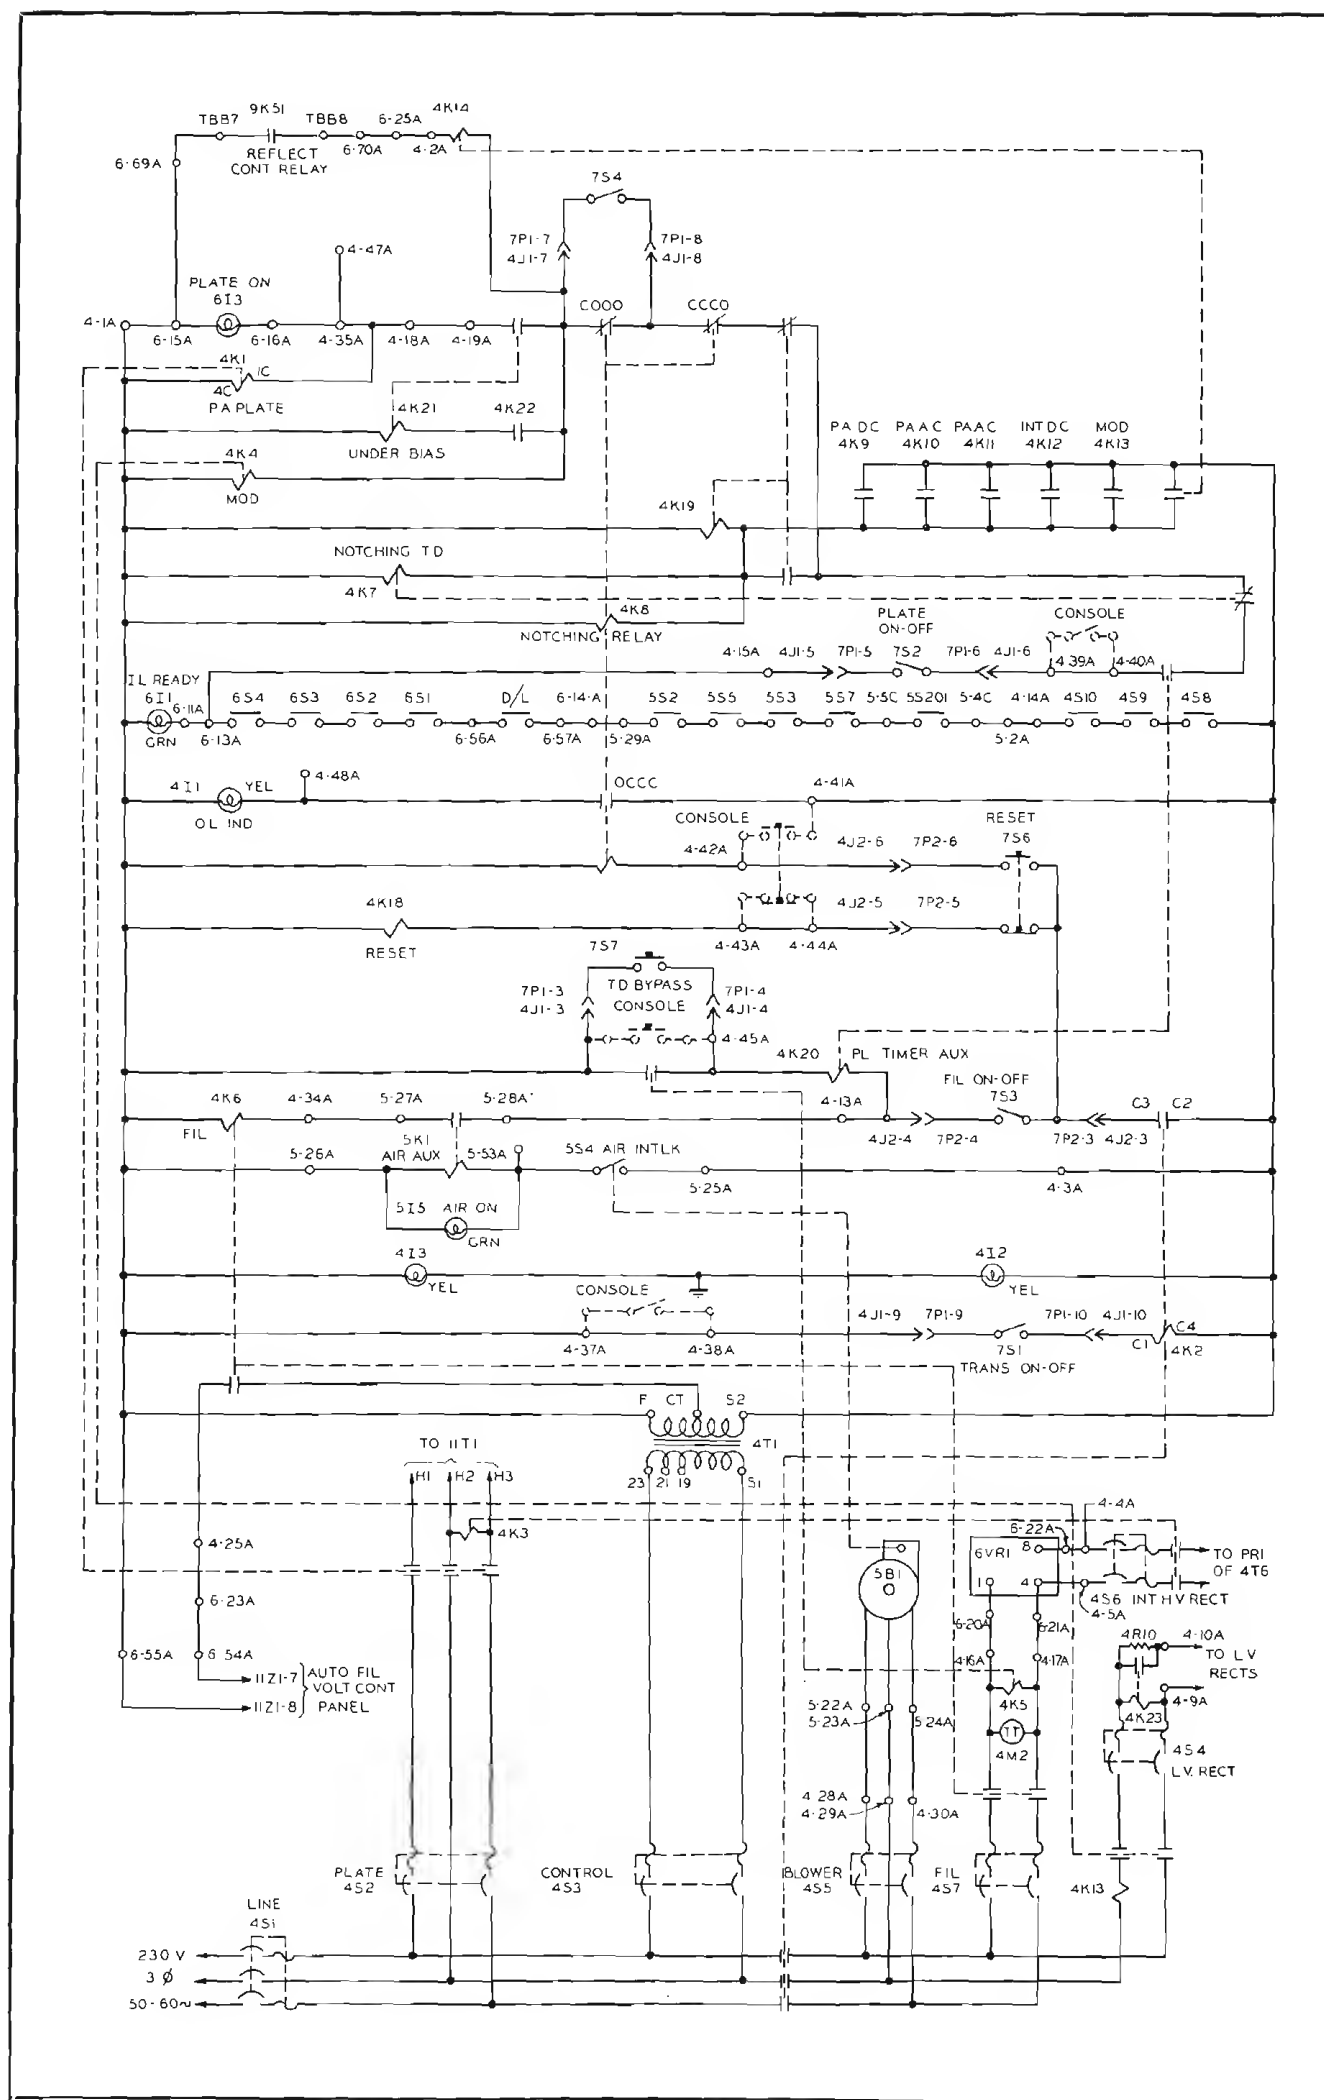 9K51
4K14
TBB7
TBB8
6-25A
REFLECT
CONT RELAY
6-70A
4-2A
6-69A
7S4
7P1-7
4J1-7
7P1-8
4J1-8
4-47A
PLATE ON
6I3
COOO
CCCO
4-1A
6-15A
6-16A
4-35A
4-18A
4-19A
4K1
1C
4C
PA PLATE
4K21
4K22
UNDER BIAS
4K4
MOD
PA DC
4K9
PA AC
4K10
PA AC
4K11
INT DC
4K12
MOD
4K13
4K19
NOTCHING TD
4K7
4K8
NOTCHING RELAY
PLATE
ON-OFF
CONSOLE
4-15A
4J1-5
7P1-5
7S2
7P1-6
4J1-6
4-39A
4-40A
IL READY
6I1
GRN
6-11A
6-13A
6S4
6S3
6S2
6S1
6-56A
D/L
6-57A
6-14-A
5-29A
5S2
5S5
5S3
5S7
5-5C
5S201
5-4C
4-14A
5-2A
4S10
4S9
4S8
4I1
YEL
4-48A
OL IND
OCCC
4-41A
CONSOLE
RESET
7S6
4-42A
4J2-6
7P2-6
4K18
RESET
4-43A
4-44A
4J2-5
7P2-5
7S7
TD BYPASS
CONSOLE
7P1-3
4J1-3
7P1-4
4J1-4
4-45A
4K20
PL TIMER AUX
FIL ON-OFF
7S3
4K6
FIL
4-34A
5-27A
5-28A
4-13A
4J2-4
7P2-4
7P2-3
4J2-3
C3
C2
5K1
AIR AUX
5-26A
5-53A
5S4 AIR INTLK
5-25A
4-3A
5I5 AIR ON
GRN
4I3
YEL
4I2
YEL
CONSOLE
4-37A
4-38A
4J1-9
7P1-9
7S1
TRANS ON-OFF
7P1-10
4J1-10
C1
C4
4K2
F
CT
S2
4T1
23
21
19
S1
TO 11T1
H1
H2
H3
4K3
4-25A
6-23A
6-55A
6-54A
11Z1-7
11Z1-8
AUTO FIL
VOLT CONT
PANEL
5B1
6VR1
8
1
4
6-22A
4-4A
TO PRI
OF 4T6
4S6 INT HV RECT
4-5A
6-20A
6-21A
4-16A
4-17A
4K5
TT
4M2
4R10
4-10A
TO LV
RECTS
4-9A
4K23
4S4
L.V. RECT
5-22A
5-23A
5-24A
4-28A
4-29A
4-30A
PLATE
4S2
CONTROL
4S3
BLOWER
4S5
FIL
4S7
4K13
LINE
4S1
230 V
3 Ø
50-60~